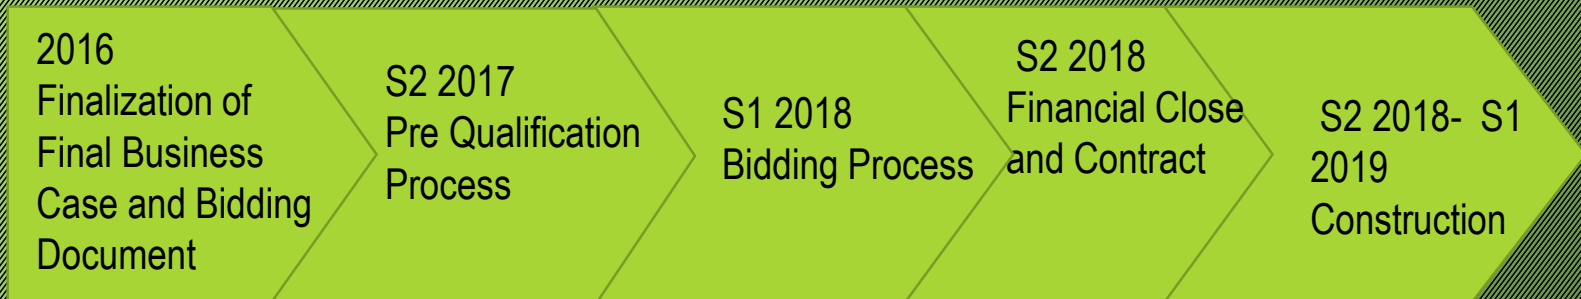 2016
Finalization of
Final Business
Case and Bidding
Document
S2 2017
Pre Qualification
Process
S1 2018
Bidding Process
S2 2018
Financial Close
and Contract
S2 2018-  S1
2019
Construction